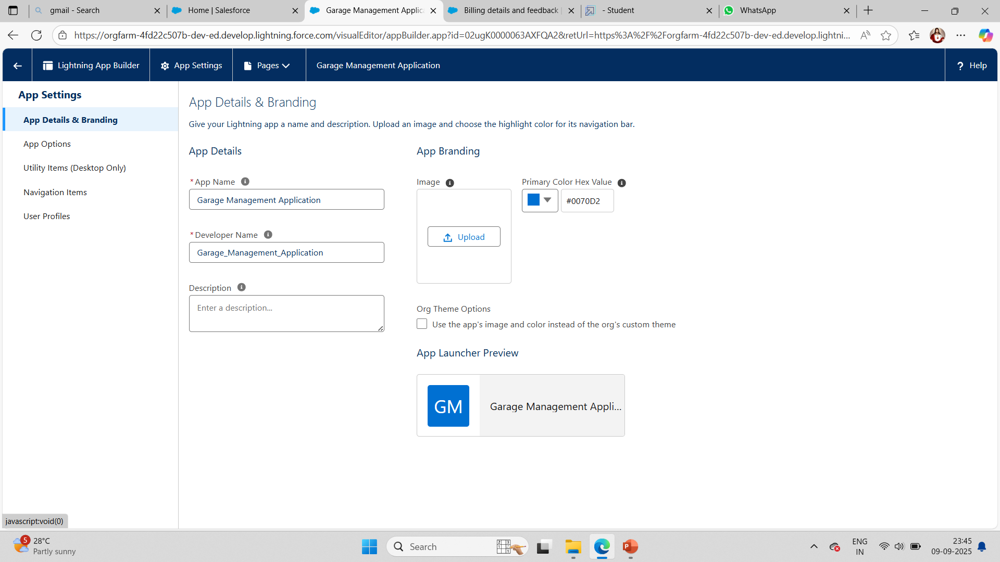 gmail - Search
Home | Salesforce
Garage Management Applic
Billing details and feedback |
- Student
WhatsApp
https://orgfarm-4fd22c507b-dev-ed.develop.lightning.force.com/visualEditor/appBuilder.app?id=02ugK0000063AXFQA2&retUrl=https%3A%2F%2Forgfarm-4fd22c507b-dev-ed.develop.lightni...
Lightning App Builder
App Settings
Pages
Garage Management Application
? Help
App Settings
App Details & Branding
App Options
Utility Items (Desktop Only)
Navigation Items
User Profiles
App Details & Branding
Give your Lightning app a name and description. Upload an image and choose the highlight color for its navigation bar.
App Details
*App Name
Garage Management Application
*Developer Name
Garage_Management_Application
Description
Enter a description...
App Branding
Image
Primary Color Hex Value
#0070D2
Upload
Org Theme Options
Use the app's image and color instead of the org's custom theme
App Launcher Preview
GM
Garage Management Appli...
javascript:void(0)
5
28°C
Partly sunny
Search
ENG
IN
23:45
09-09-2025